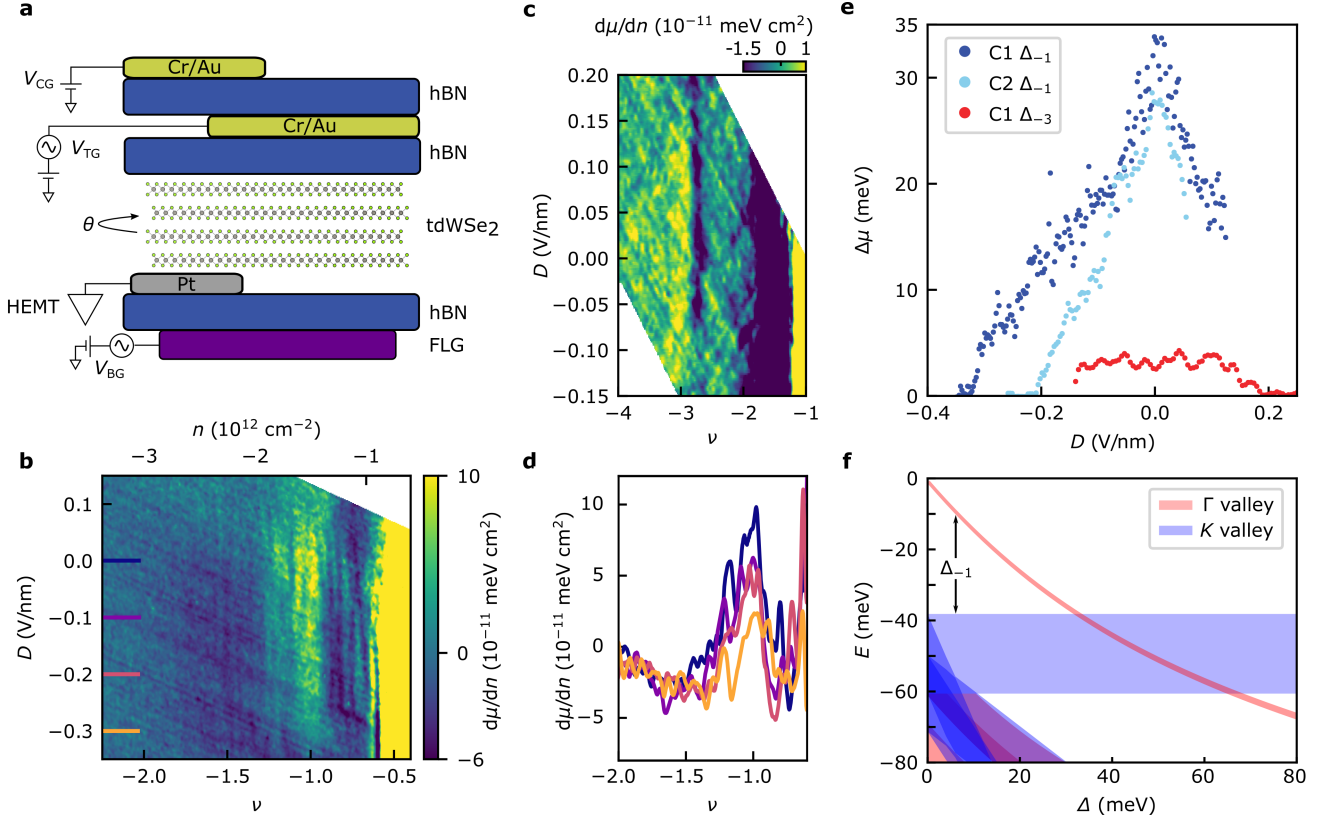 a
Cr/Au
V_CG
hBN
Cr/Au
V_TG
hBN
θ
tdWSe₂
Pt
HEMT
hBN
FLG
V_BG
b
n (10¹² cm⁻²)
−3 −2 −1
D (V/nm)
0.1
0.0
−0.1
−0.2
−0.3
−2.0 −1.5 −1.0 −0.5
ν
10
0
−6
dμ/dn (10⁻¹¹ meV cm²)
c
dμ/dn (10⁻¹¹ meV cm²)
-1.5 0 1
D (V/nm)
0.20
0.15
0.10
0.05
0.00
−0.05
−0.10
−0.15
−4 −3 −2 −1
ν
d
dμ/dn (10⁻¹¹ meV cm²)
10
5
0
−5
−2.0 −1.5 −1.0
ν
e
Δμ (meV)
35
30
20
10
0
C1 Δ₋₁
C2 Δ₋₁
C1 Δ₋₃
−0.4 −0.2 0.0 0.2
D (V/nm)
f
E (meV)
0
−20
−40
−60
−80
Γ valley
K valley
Δ₋₁
0 20 40 60 80
Δ (meV)